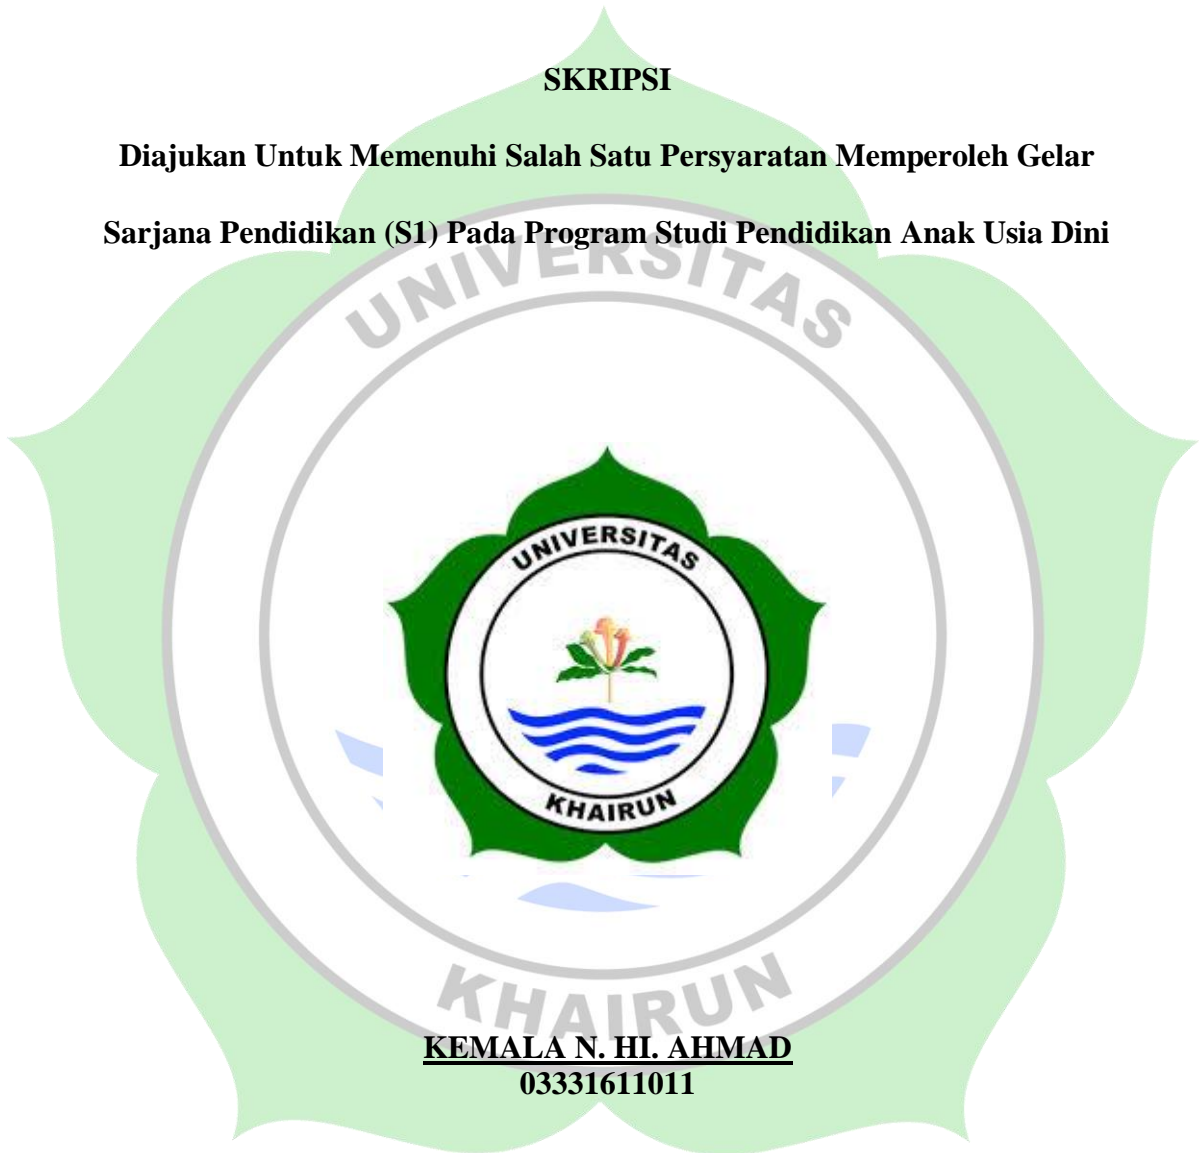 SKRIPSI
Diajukan Untuk Memenuhi Salah Satu Persyaratan Memperoleh Gelar
Sarjana Pendidikan (S1) Pada Program Studi Pendidikan Anak Usia Dini
UNIVERSITAS
UNIVERSITAS
KHAIRUN
KHAIRUN
KEMALA N. HI. AHMAD
03331611011